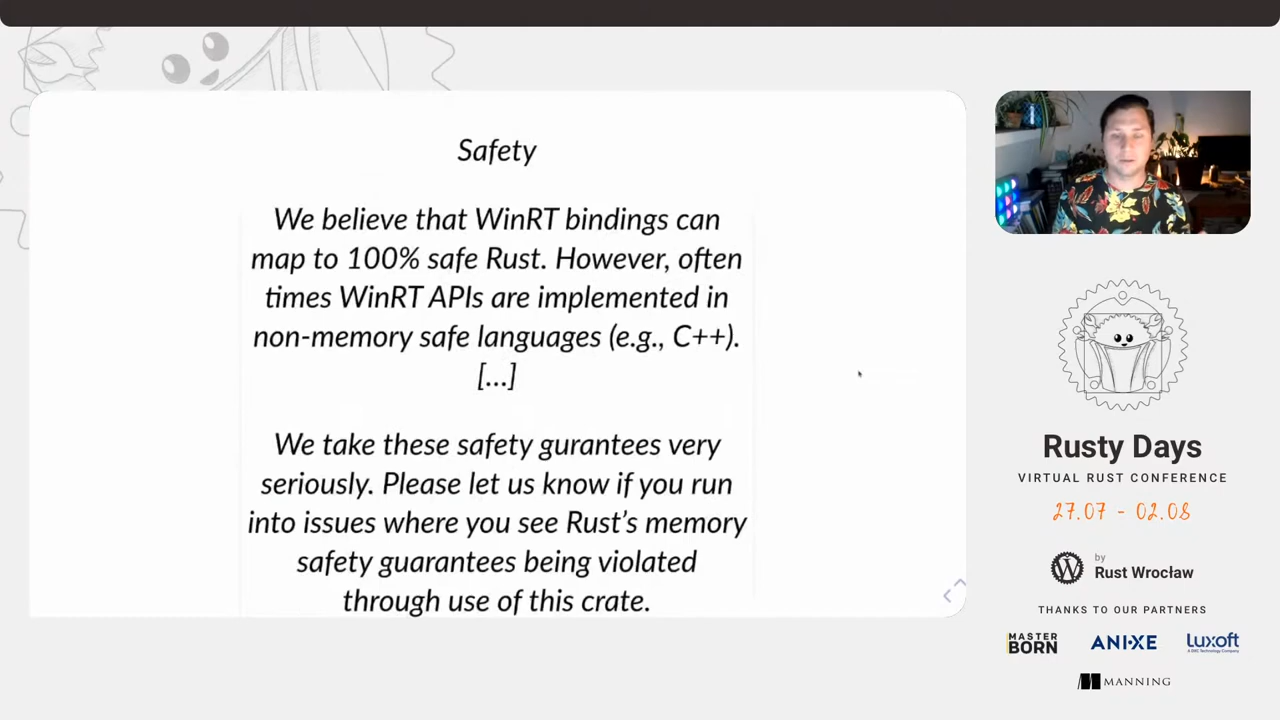 Safety
We believe that WinRT bindings can
map to 100% safe Rust. However, often
times WinRT APIs are implemented in
non-memory safe languages (e.g., C++).
[...]
We take these safety gurantees very
seriously. Please let us know if you run
into issues where you see Rust’s memory
safety guarantees being violated
through use of this crate.
Rusty Days
VIRTUAL RUST CONFERENCE
27.07 - 02.08
by
Rust Wrocław
THANKS TO OUR PARTNERS
MASTER
BORN
ANIXE
Luxoft
A DXC Technology Company
MANNING